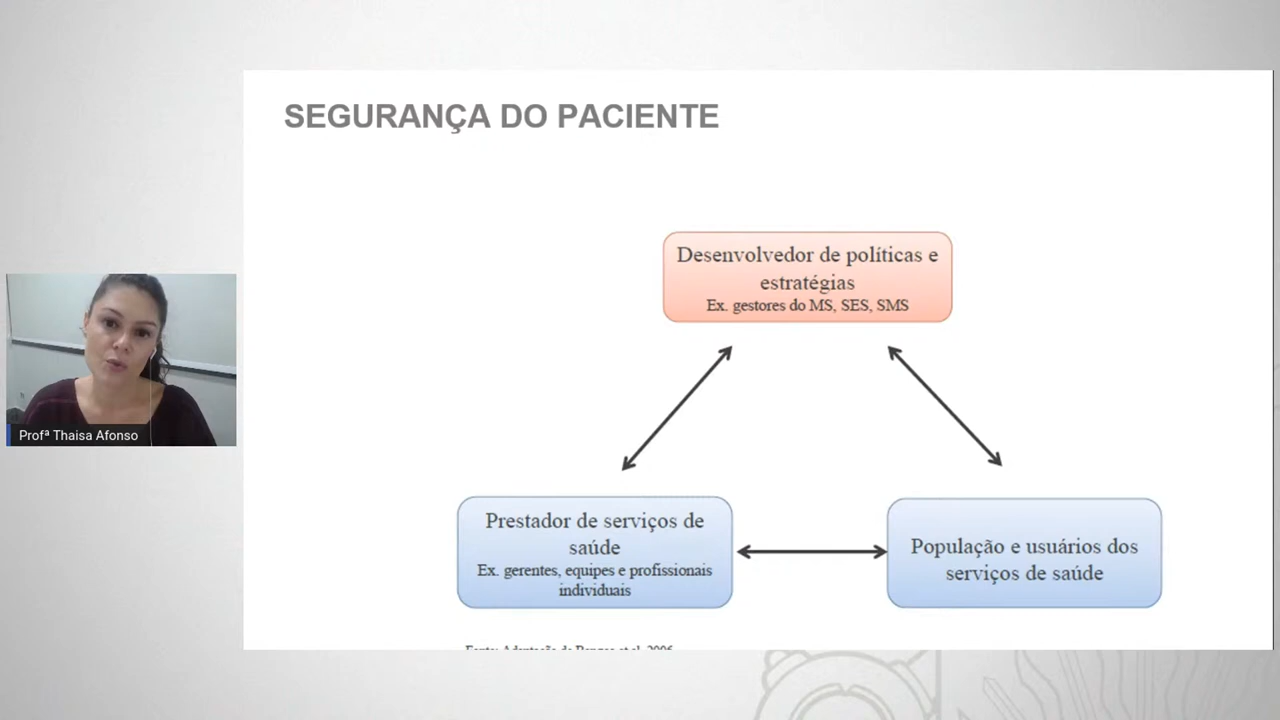 SEGURANÇA DO PACIENTE
Desenvolvedor de políticas e
estratégias
Ex. gestores do MS, SES, SMS
Prestador de serviços de
saúde
Ex. gerentes, equipes e profissionais
individuais
População e usuários dos
serviços de saúde
Profª Thaisa Afonso